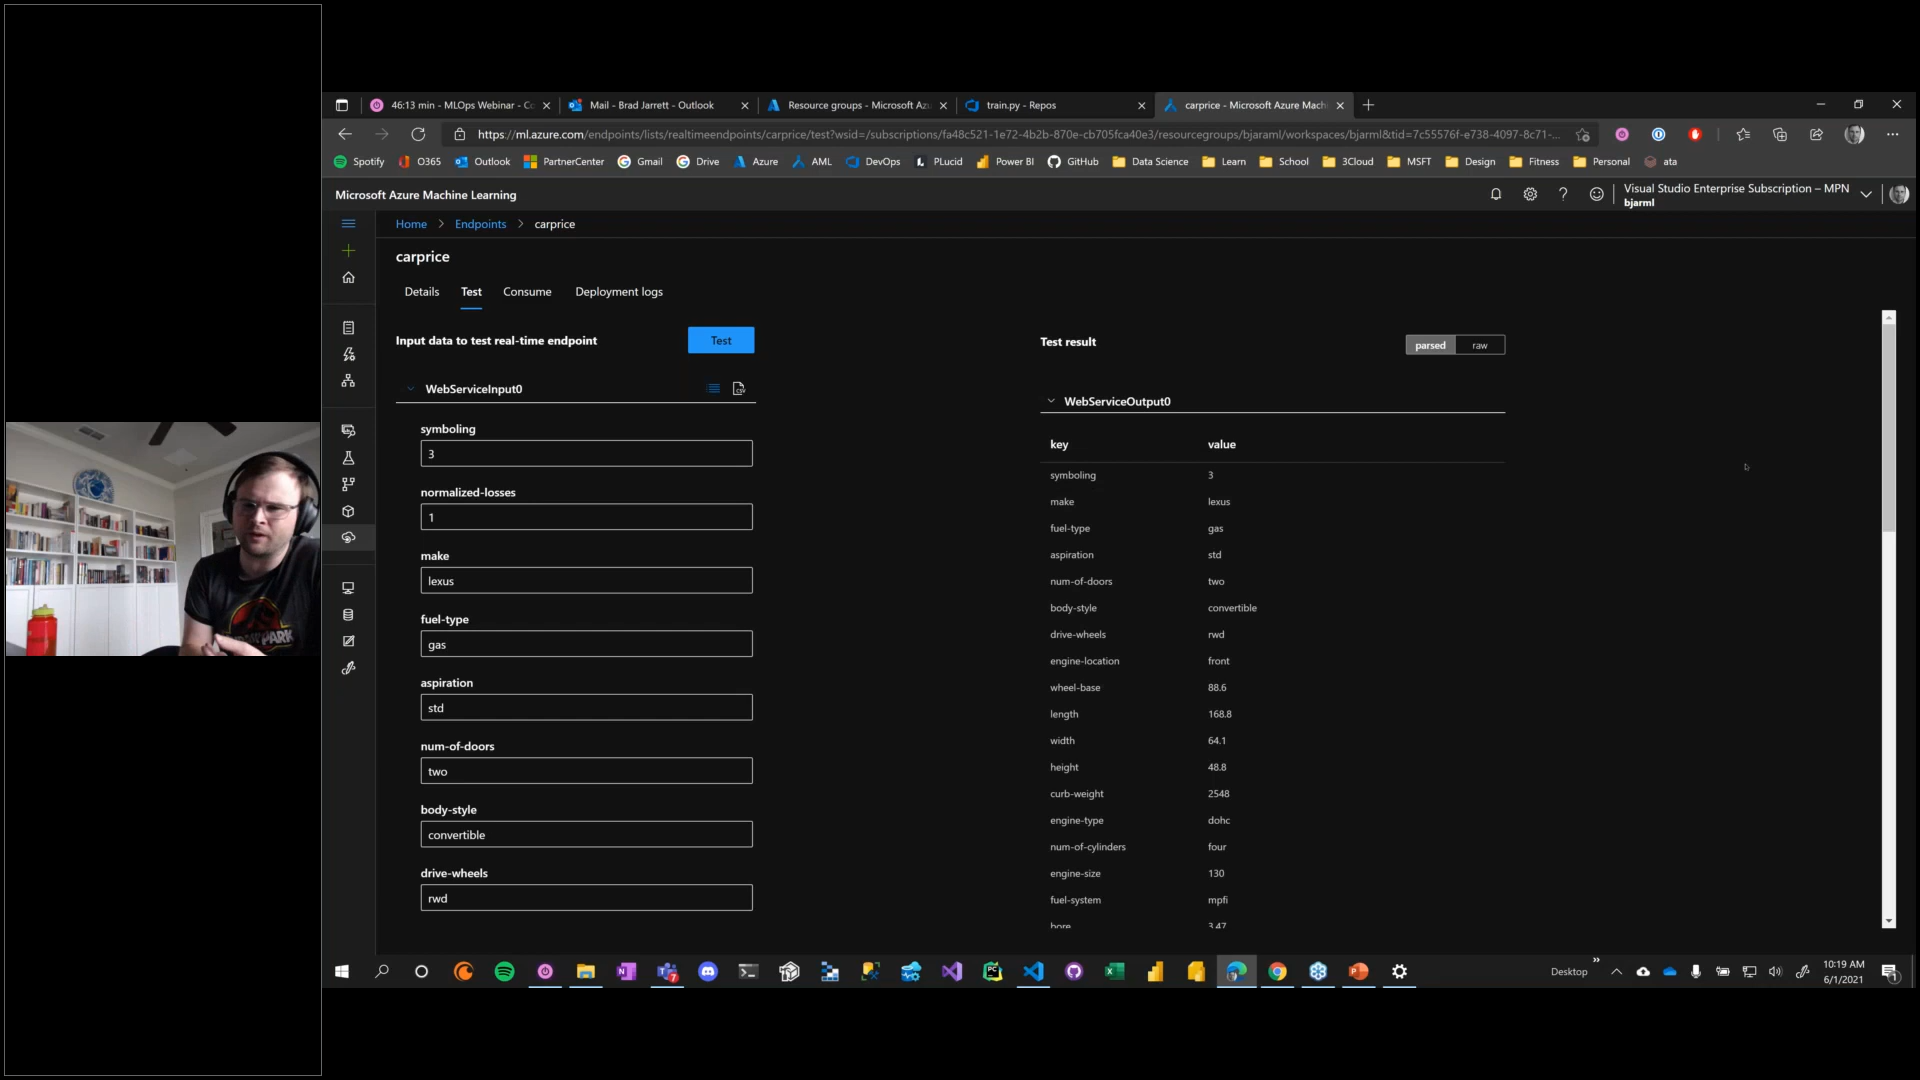 46:13 min - MLOps Webinar - Co
Mail - Brad Jarrett - Outlook
Resource groups - Microsoft Azu
train.py - Repos
carprice - Microsoft Azure Machi
https://ml.azure.com/endpoints/lists/realtimeendpoints/carprice/test?wsid=/subscriptions/fa48c521-1e72-4b2b-870e-cb705fca40e3/resourcegroups/bjaraml/workspaces/bjarml&tid=7c55576f-e738-4097-8c71-...
Spotify
O365
Outlook
PartnerCenter
Gmail
Drive
Azure
AML
DevOps
PLucid
Power BI
GitHub
Data Science
Learn
School
3Cloud
MSFT
Design
Fitness
Personal
ata
Microsoft Azure Machine Learning
Visual Studio Enterprise Subscription – MPN
bjarml
Home > Endpoints > carprice
carprice
Details
Test
Consume
Deployment logs
Input data to test real-time endpoint
Test
WebServiceInput0
symboling
3
normalized-losses
1
make
lexus
fuel-type
gas
aspiration
std
num-of-doors
two
body-style
convertible
drive-wheels
rwd
Test result
parsed
raw
WebServiceOutput0
key value
symboling 3
make lexus
fuel-type gas
aspiration std
num-of-doors two
body-style convertible
drive-wheels rwd
engine-location front
wheel-base 88.6
length 168.8
width 64.1
height 48.8
curb-weight 2548
engine-type dohc
num-of-cylinders four
engine-size 130
fuel-system mpfi
bore 3.47
Desktop
10:19 AM
6/1/2021